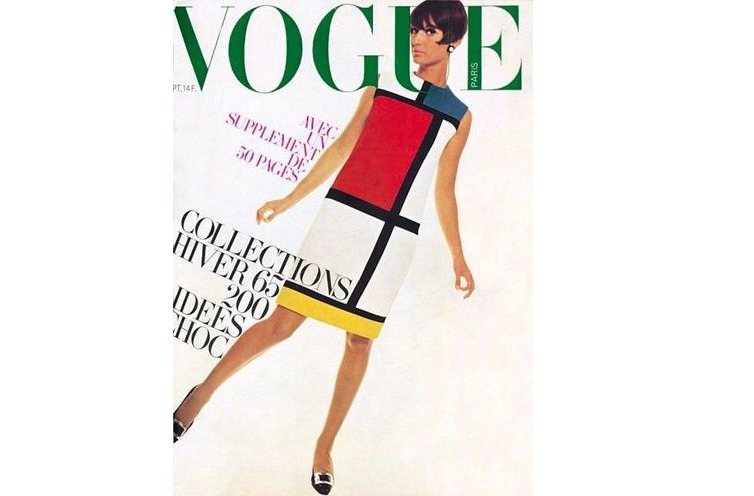 VOGUE
PARIS
PT, 14 F.
AVEC
UN
SUPPLEMENT
DE
50 PAGES
COLLECTIONS
HIVER 65
200
IDEES
CHOC